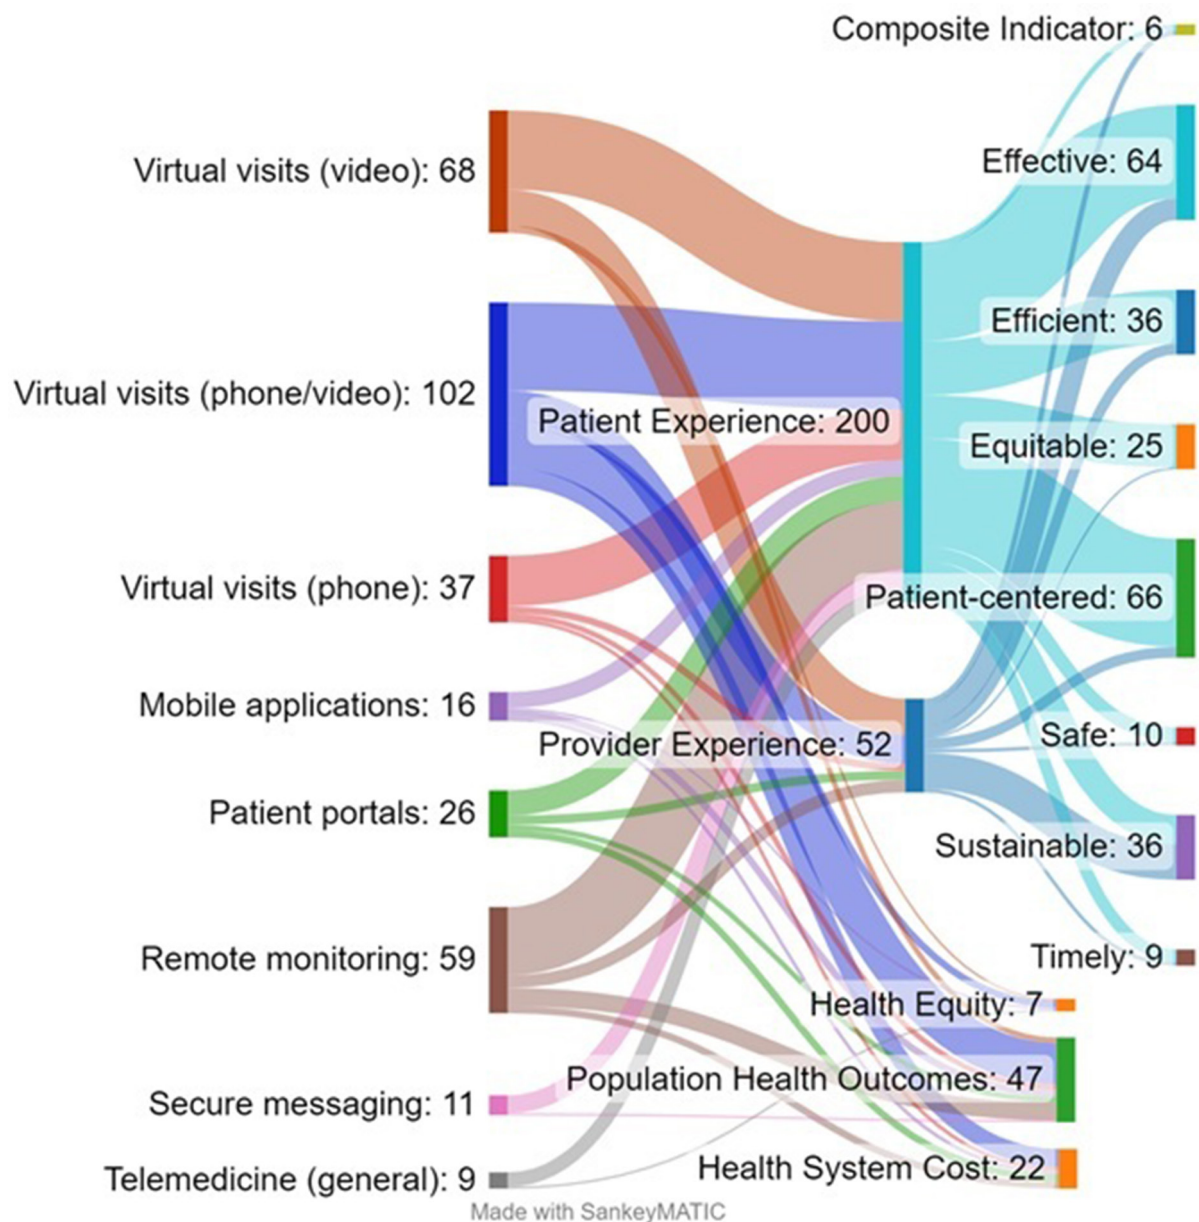 Composite Indicator: 6
Effective: 64
Virtual visits (video): 68
Efficient: 36
Virtual visits (phone/video): 102
Patient Experience: 200
Equitable: 25
Virtual visits (phone): 37
Patient-centered: 66
Mobile applications: 16
Provider Experience: 52
Safe: 10
Patient portals: 26
Sustainable: 36
Remote monitoring: 59
Timely: 9
Health Equity: 7
Population Health Outcomes: 47
Secure messaging: 11
Health System Cost: 22
Telemedicine (general): 9
Made with SankeyMATIC